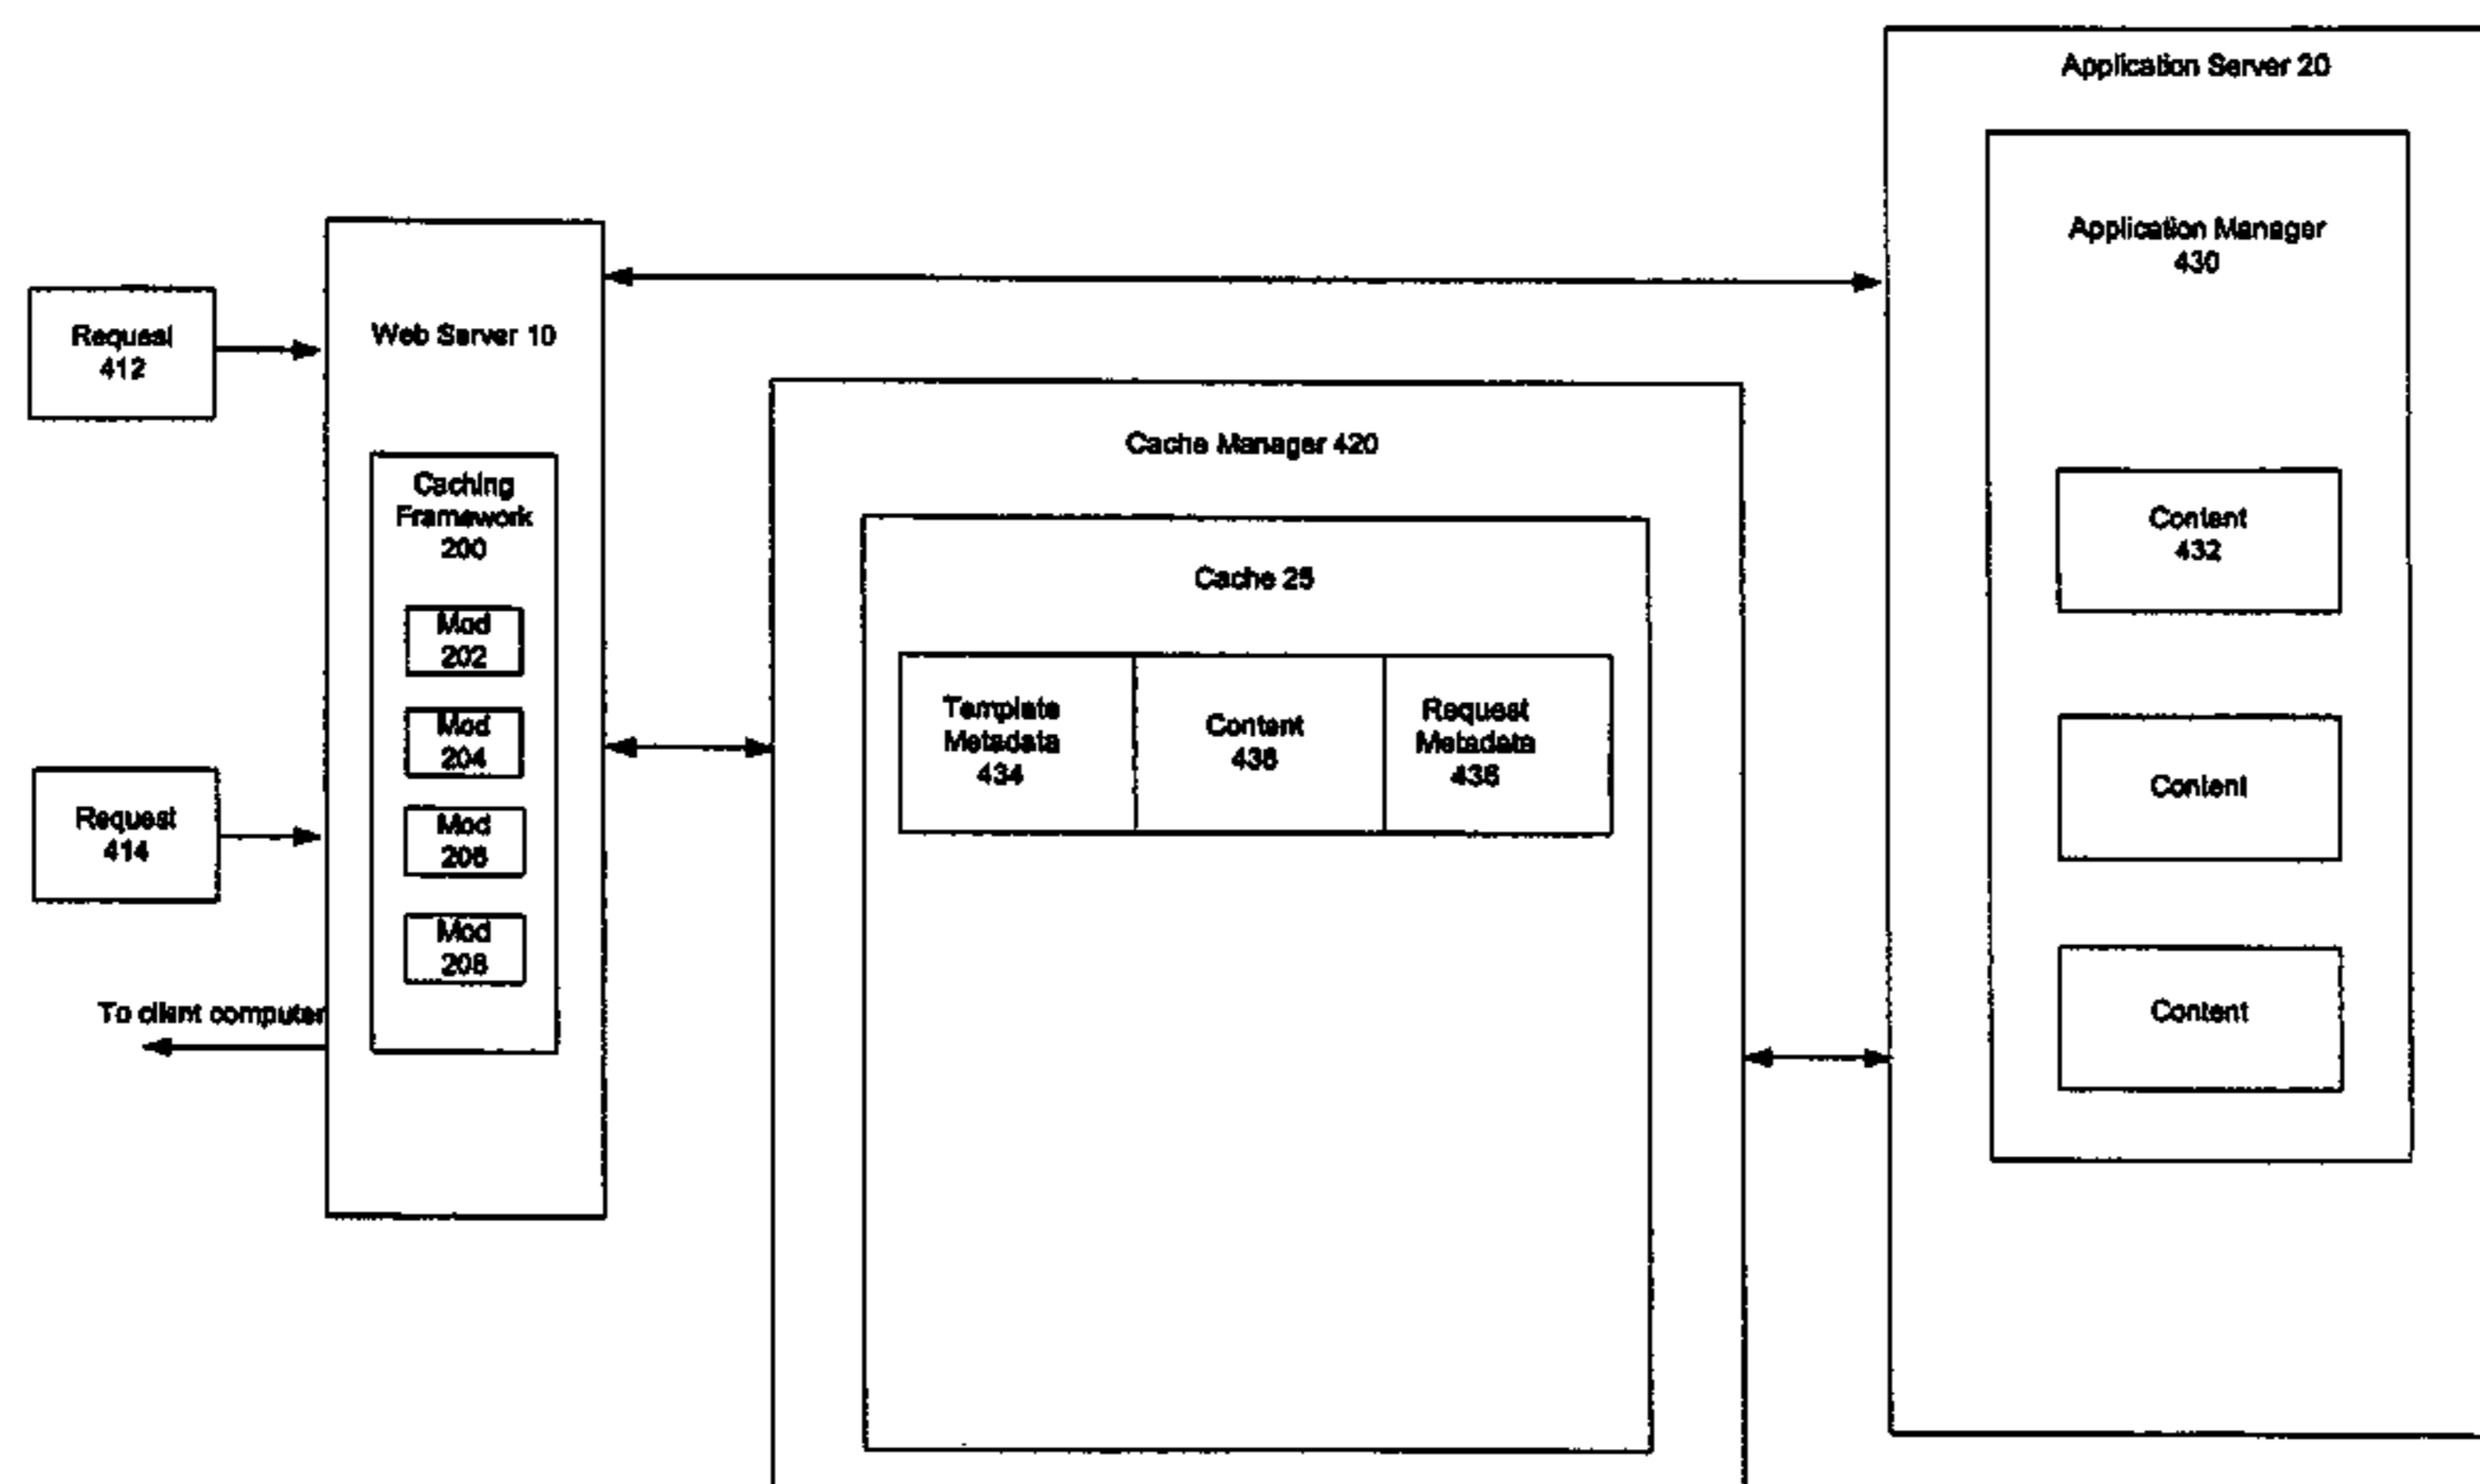 Application Server 20
Application Manager
430
Content
432
Content
Content
Request
412
Web Server 10
Caching
Framework
200
Mod
202
Mod
204
Mod
206
Mod
208
Request
414
To client computer
Cache Manager 420
Cache 25
Template
Metadata
434
Content
438
Request
Metadata
436